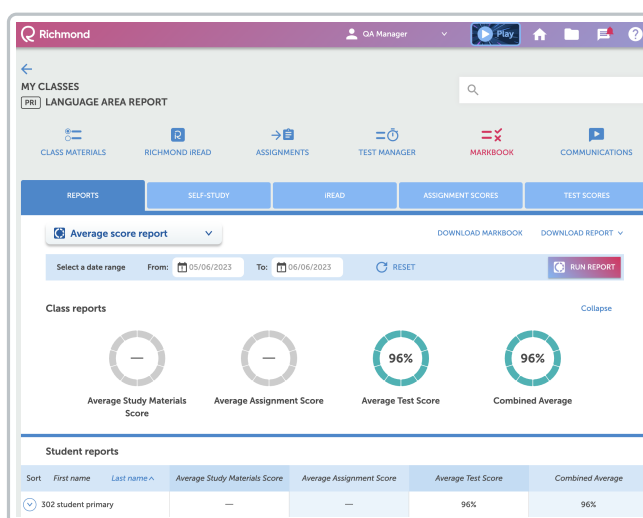 Richmond
QA Manager
Play
?
MY CLASSES
PRI LANGUAGE AREA REPORT
CLASS MATERIALS
R
RICHMOND iREAD
ASSIGNMENTS
TEST MANAGER
MARKBOOK
COMMUNICATIONS
REPORTS SELF-STUDY iREAD ASSIGNMENT SCORES TEST SCORES
Average score report
DOWNLOAD MARKBOOK DOWNLOAD REPORT
Select a date range From: 05/06/2023 To: 06/06/2023 RESET RUN REPORT
Class reports Collapse
— — 96% 96%
Average Study Materials Score
Average Assignment Score
Average Test Score
Combined Average
Student reports
Sort First name Last name Average Study Materials Score Average Assignment Score Average Test Score Combined Average
302 student primary — — 96% 96%